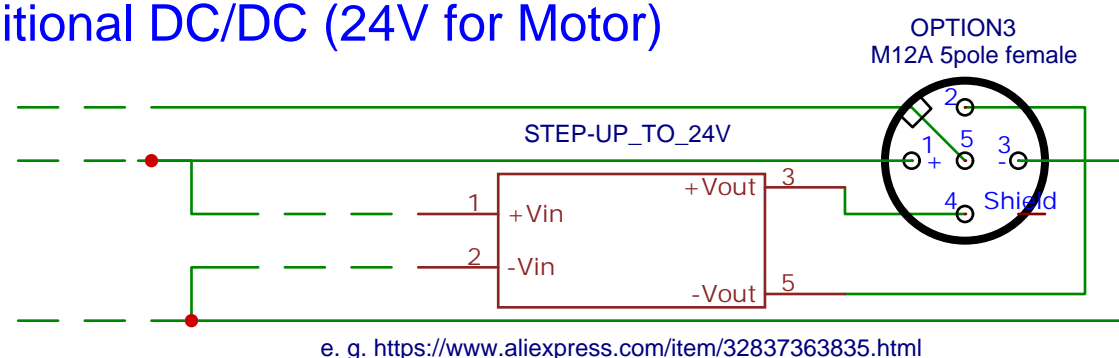 itional DC/DC (24V for Motor)
OPTION3
M12A 5pole female
STEP-UP_TO_24V
2
1
5
3
+
-
4
Shield
1
+Vin
+Vout
3
2
-Vin
-Vout
5
e. g. https://www.aliexpress.com/item/32837363835.html